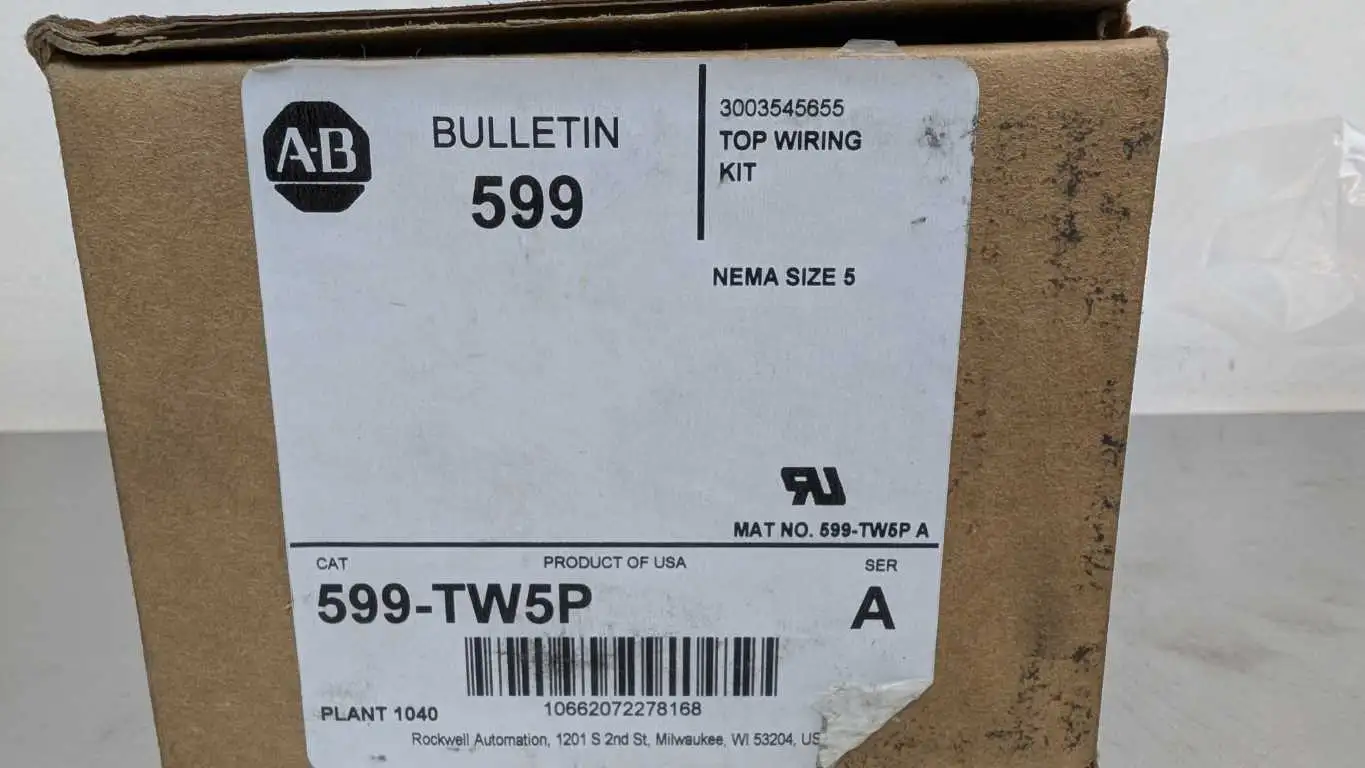 A-B
BULLETIN
599
3003545655
TOP WIRING
KIT
NEMA SIZE 5
MAT NO. 599-TW5P A
CAT
PRODUCT OF USA
SER
599-TW5P
A
10662072278168
PLANT 1040
Rockwell Automation, 1201 S 2nd St, Milwaukee, WI 53204, US